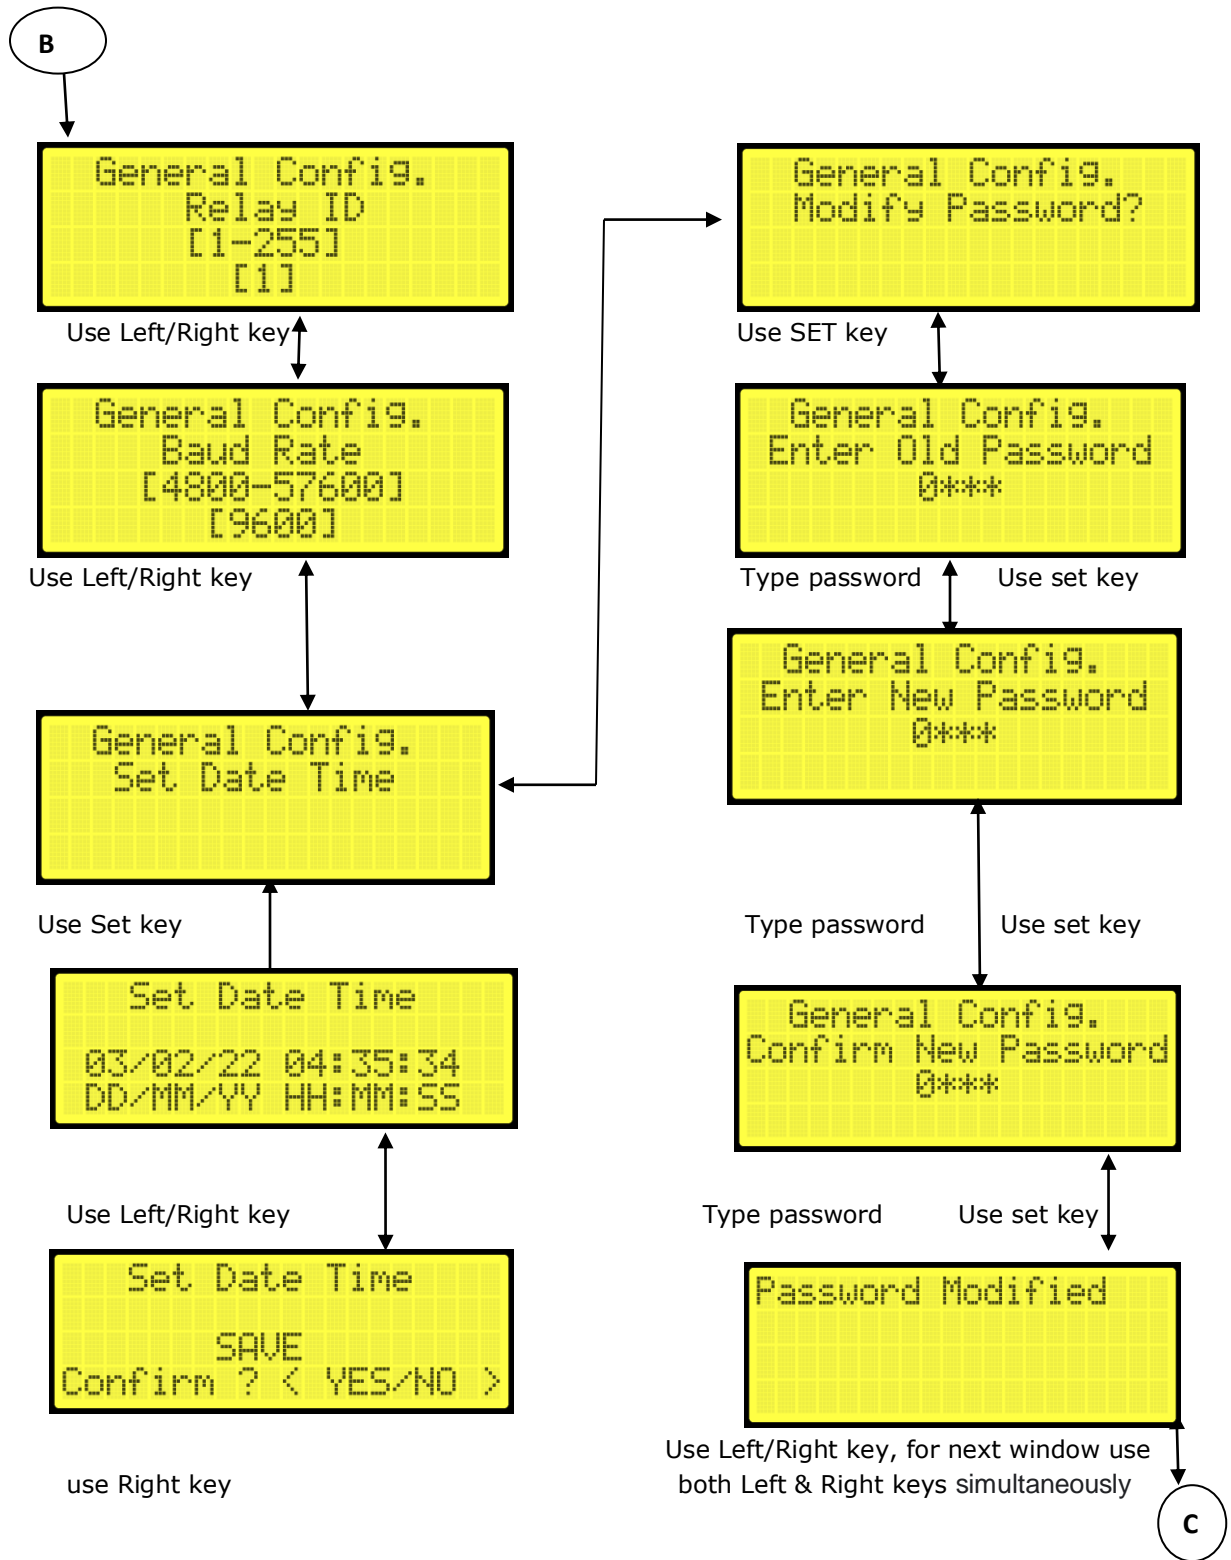 B
General Config.
Relay ID
[1-255]
[1]
Use Left/Right key
General Config.
Baud Rate
[4800-57600]
[9600]
Use Left/Right key
General Config.
Set Date Time
Use Set key
Set Date Time
03/02/22 04:35:34
DD/MM/YY HH:MM:SS
Use Left/Right key
Set Date Time
SAVE
Confirm ? < YES/NO >
use Right key
General Config.
Modify Password?
Use SET key
General Config.
Enter Old Password
0***
Type password Use set key
General Config.
Enter New Password
0***
Type password Use set key
General Config.
Confirm New Password
0***
Type password Use set key
Password Modified
Use Left/Right key, for next window use
both Left & Right keys simultaneously
C